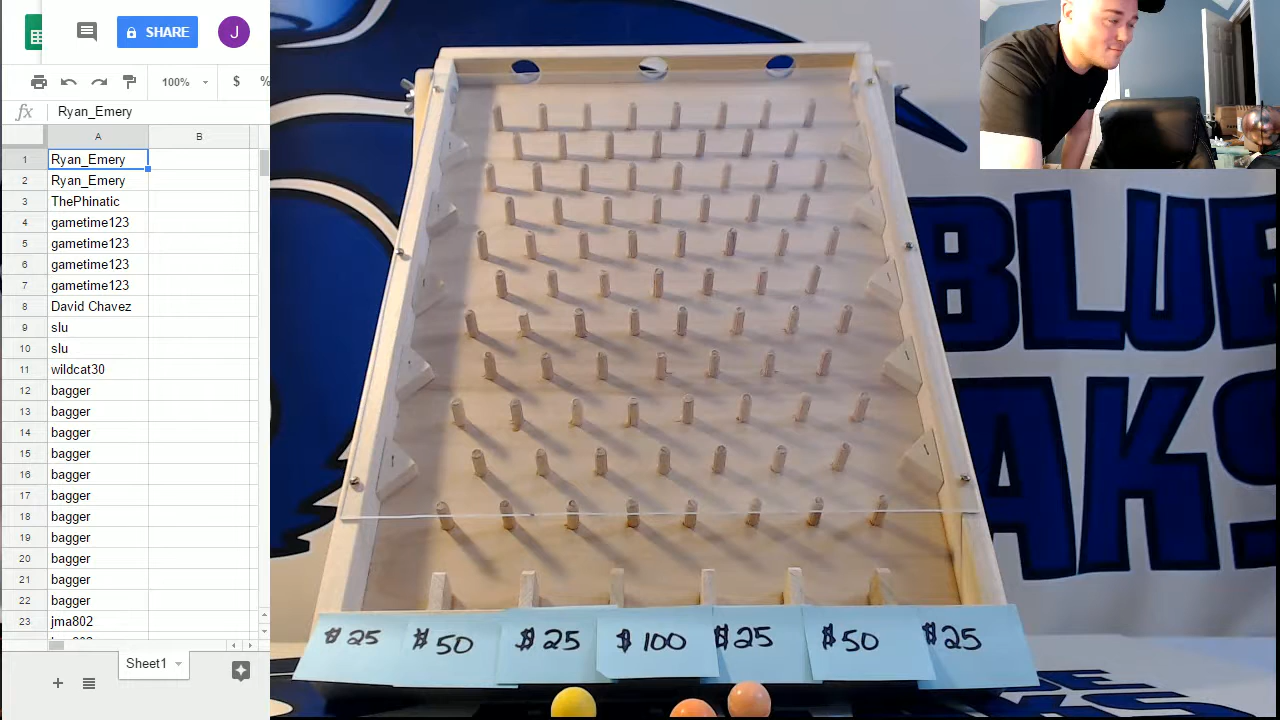 SHARE
J
100%
$
%
fx Ryan_Emery
A B
1 Ryan_Emery
2 Ryan_Emery
3 ThePhinatic
4 gametime123
5 gametime123
6 gametime123
7 gametime123
8 David Chavez
9 slu
10 slu
11 wildcat30
12 bagger
13 bagger
14 bagger
15 bagger
16 bagger
17 bagger
18 bagger
19 bagger
20 bagger
21 bagger
22 bagger
23 jma802
Sheet1
BLUE
AKS
$25 $50 $25 $100 $25 $50 $25